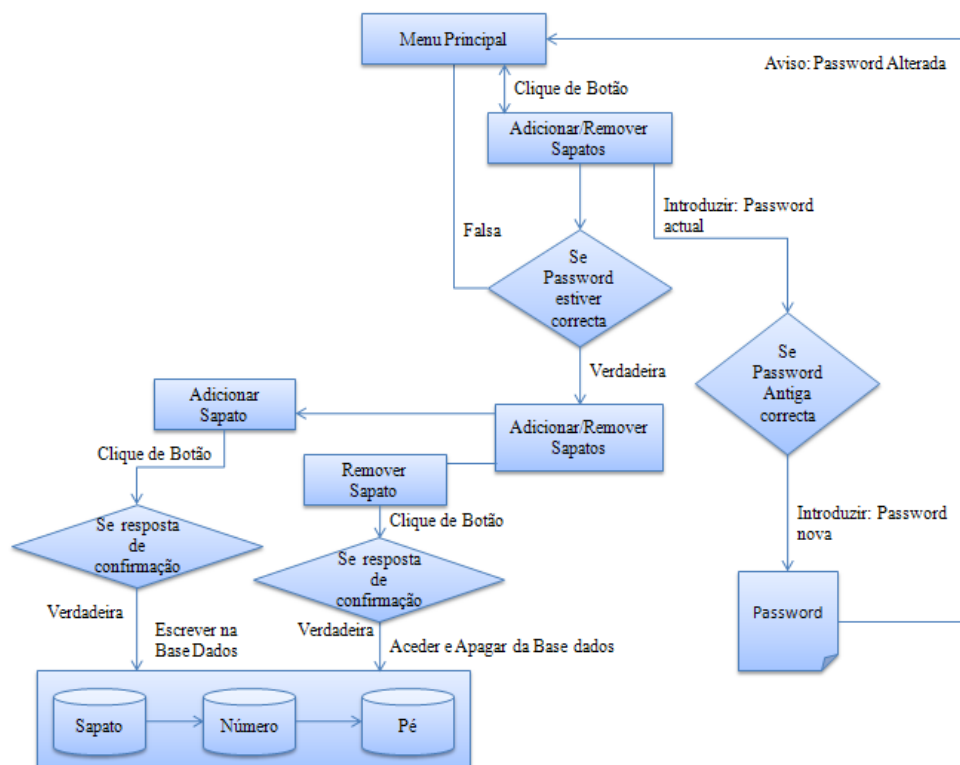 Menu Principal
Aviso: Password Alterada
Clique de Botão
Adicionar/Remover
Sapatos
Introduzir: Password
actual
Falsa
Se
Password
estiver
correcta
Se
Password
Antiga
correcta
Verdadeira
Adicionar
Sapato
Adicionar/Remover
Sapatos
Clique de Botão
Remover
Sapato
Clique de Botão
Introduzir: Password
nova
Se resposta
de
confirmação
Se resposta
de
confirmação
Verdadeira
Escrever na
Base Dados
Verdadeira
Aceder e Apagar da Base dados
Password
Sapato
Número
Pé